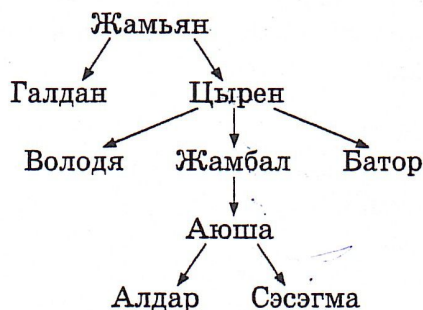 Жамьян
Галдан Цырен
Володя Жамбал Батор
Аюша
Алдар Сэсэгма